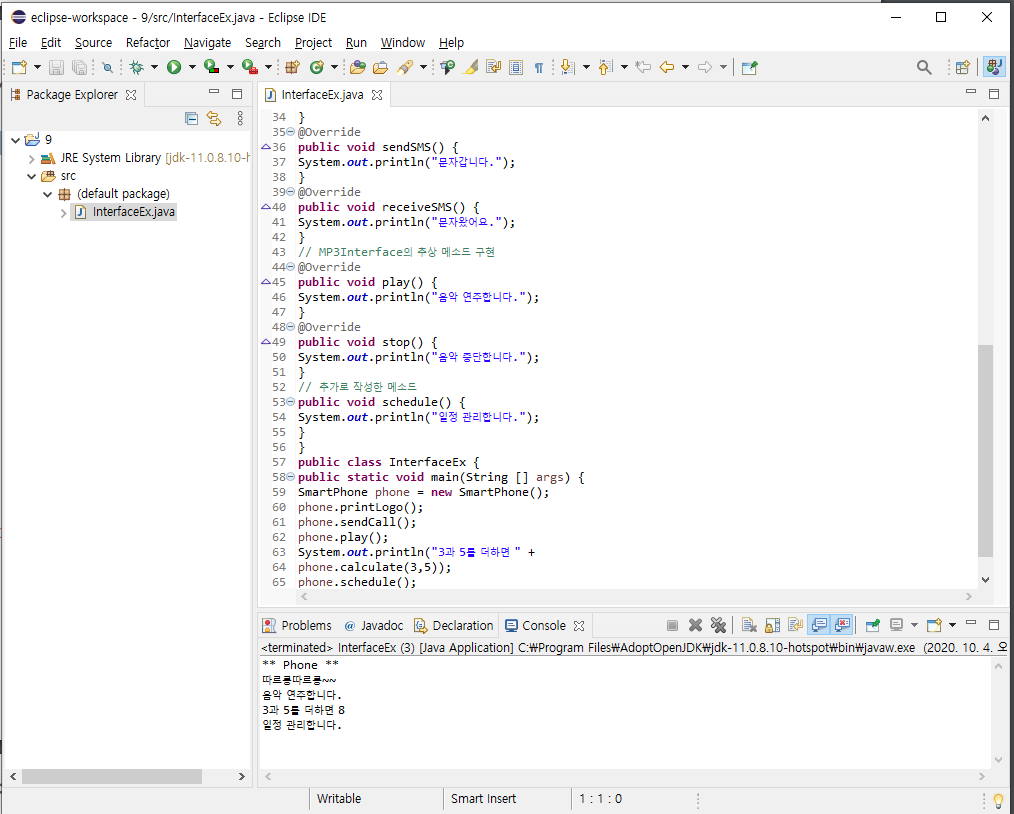 eclipse-workspace - 9/src/InterfaceEx.java - Eclipse IDE
File Edit Source Refactor Navigate Search Project Run Window Help
Package Explorer
9
JRE System Library [jdk-11.0.8.10-h
src
(default package)
InterfaceEx.java
InterfaceEx.java
34 }
35 @Override
36 public void sendSMS() {
37 System.out.println("문자갑니다.");
38 }
39 @Override
40 public void receiveSMS() {
41 System.out.println("문자왔어요.");
42 }
43 // MP3Interface의 추상 메소드 구현
44 @Override
45 public void play() {
46 System.out.println("음악 연주합니다.");
47 }
48 @Override
49 public void stop() {
50 System.out.println("음악 중단합니다.");
51 }
52 // 추가로 작성한 메소드
53 public void schedule() {
54 System.out.println("일정 관리합니다.");
55 }
56 }
57 public class InterfaceEx {
58 public static void main(String [] args) {
59 SmartPhone phone = new SmartPhone();
60 phone.printLogo();
61 phone.sendCall();
62 phone.play();
63 System.out.println("3과 5를 더하면 " +
64 phone.calculate(3,5));
65 phone.schedule();
Problems @ Javadoc Declaration Console
<terminated> InterfaceEx (3) [Java Application] C:₩Program Files₩AdoptOpenJDK₩jdk-11.0.8.10-hotspot₩bin₩javaw.exe (2020. 10. 4. 오
** Phone **
따르릉따르릉~~
음악 연주합니다.
3과 5를 더하면 8
일정 관리합니다.
Writable Smart Insert 1 : 1 : 0